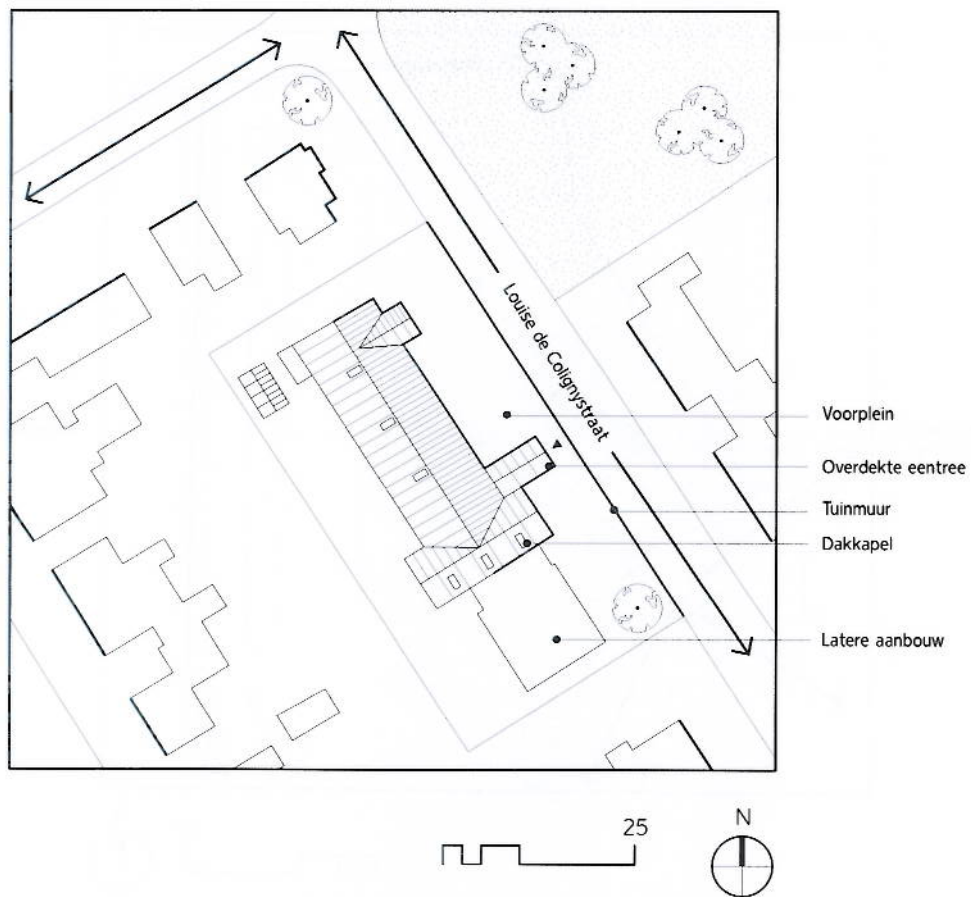 Louise de Colignystraat
Voorplein
Overdekte eentree
Tuinmuur
Dakkapel
Latere aanbouw
25
N